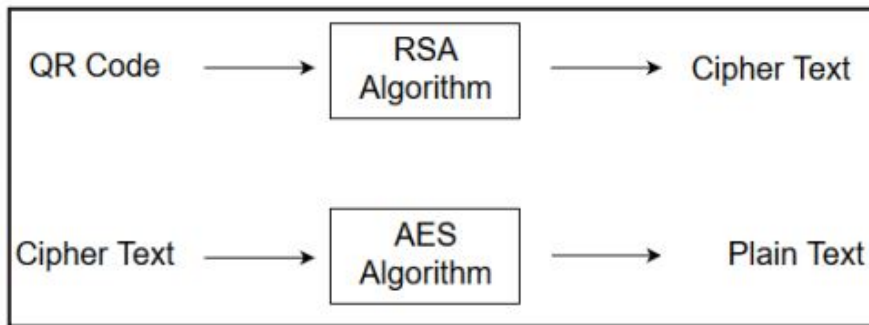 QR Code
RSA
Algorithm
Cipher Text
Cipher Text
AES
Algorithm
Plain Text